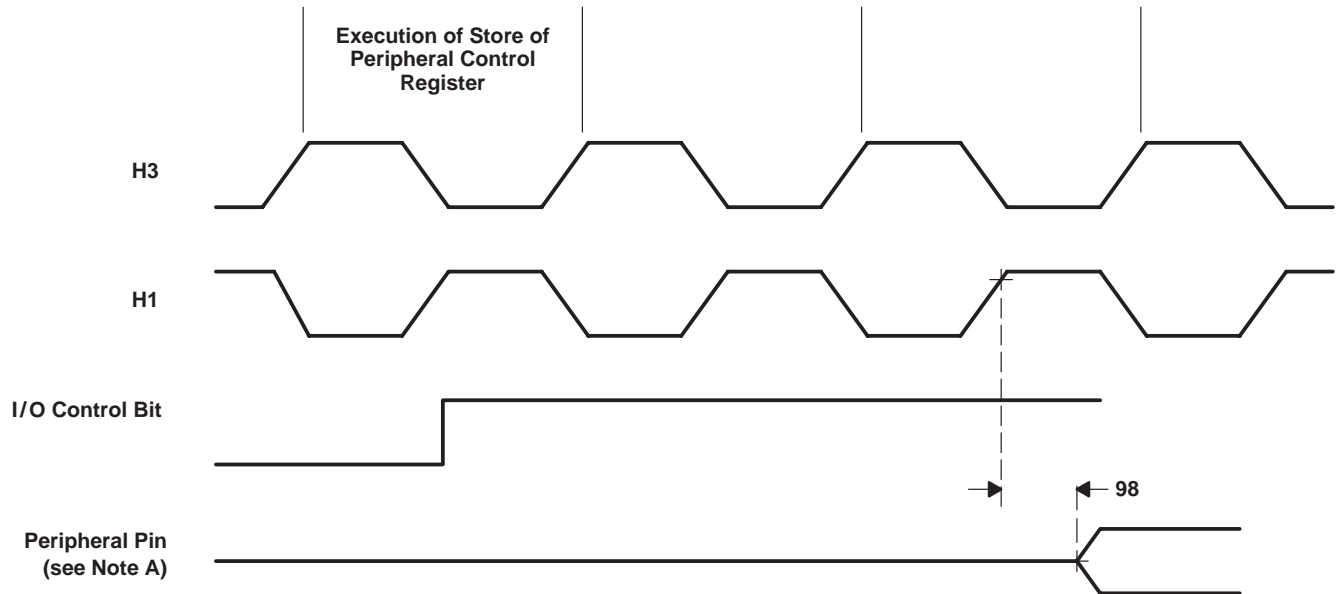 Execution of Store of
Peripheral Control
Register
H3
H1
I/O Control Bit
98
Peripheral Pin
(see Note A)